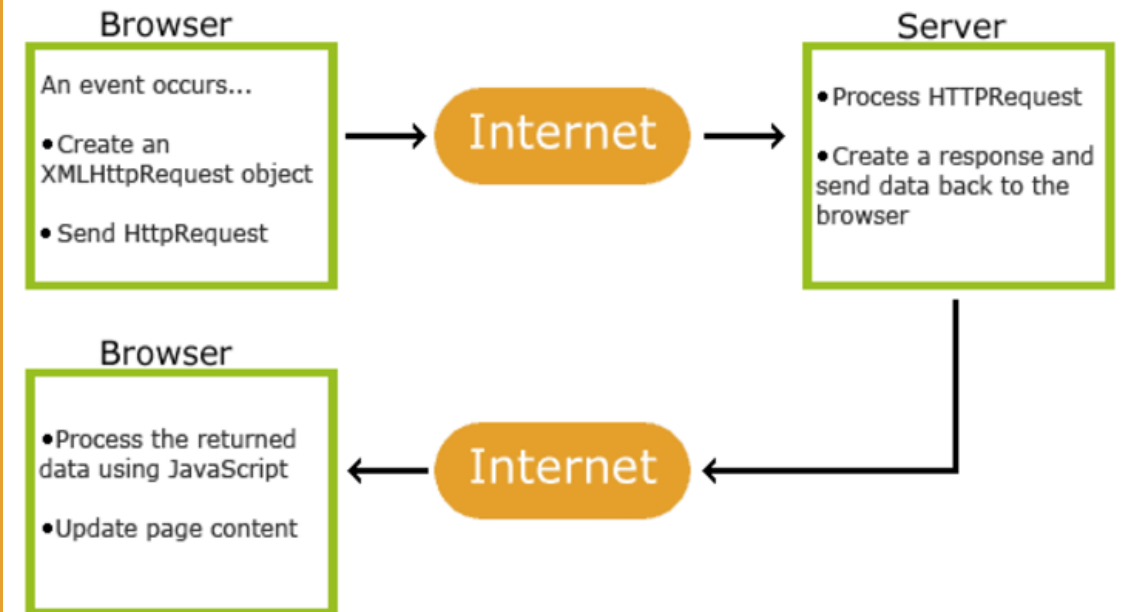 Browser
An event occurs...
•Create an
XMLHttpRequest object
• Send HttpRequest
Internet
Server
•Process HTTPRequest
•Create a response and
send data back to the
browser
Browser
•Process the returned
data using JavaScript
•Update page content
Internet